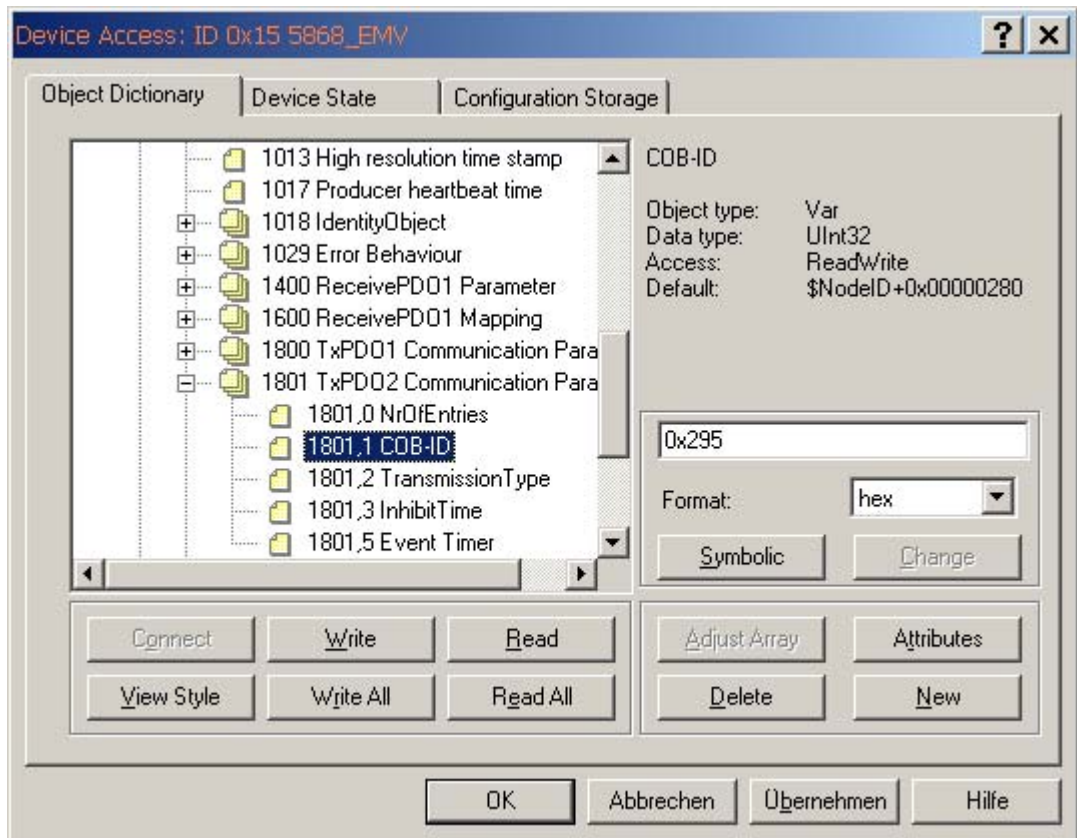 Device Access: ID 0x15 5868_EMV
Object Dictionary
Device State
Configuration Storage
1013 High resolution time stamp
1017 Producer heartbeat time
1018 IdentityObject
1029 Error Behaviour
1400 ReceivePDO1 Parameter
1600 ReceivePDO1 Mapping
1800 TxPDO1 Communication Para
1801 TxPDO2 Communication Para
1801,0 NrOfEntries
1801,1 COB-ID
1801,2 TransmissionType
1801,3 InhibitTime
1801,5 Event Timer
COB-ID
Object type: Var
Data type: UInt32
Access: ReadWrite
Default: $NodeID+0x00000280
0x295
Format: hex
Symbolic
Change
Connect
Write
Read
View Style
Write All
Read All
Adjust Array
Attributes
Delete
New
OK
Abbrechen
Übernehmen
Hilfe